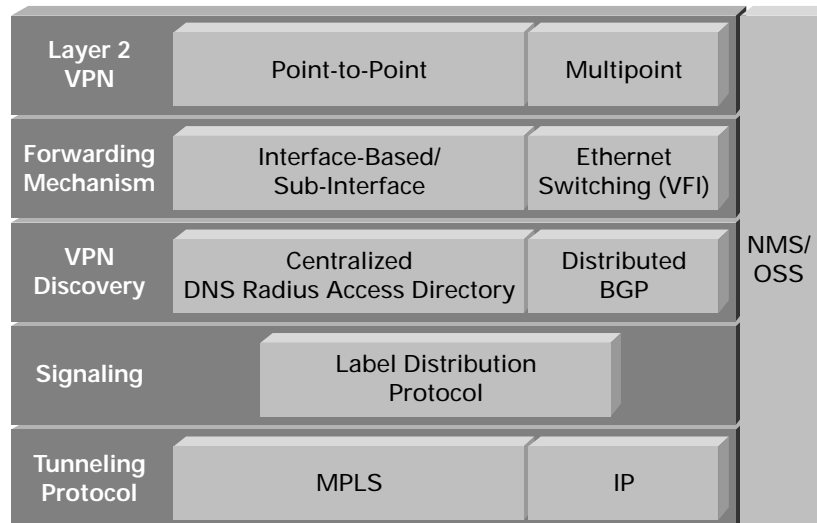 Layer 2
VPN
Point-to-Point
Multipoint
Forwarding
Mechanism
Interface-Based/
Sub-Interface
Ethernet
Switching (VFI)
VPN
Discovery
Centralized
DNS Radius Access Directory
Distributed
BGP
NMS/
OSS
Signaling
Label Distribution
Protocol
Tunneling
Protocol
MPLS
IP